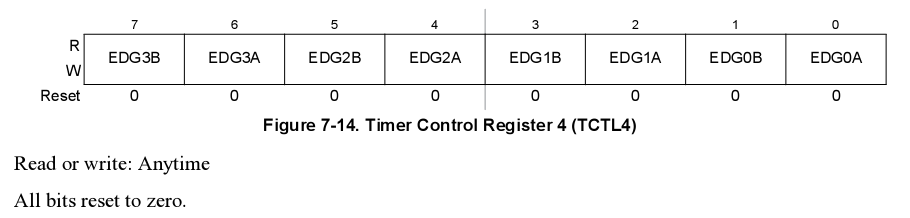 7 6 5 4 3 2 1 0
R
EDG3B EDG3A EDG2B EDG2A EDG1B EDG1A EDG0B EDG0A
W
Reset 0 0 0 0 0 0 0 0
Figure 7-14. Timer Control Register 4 (TCTL4)
Read or write: Anytime
All bits reset to zero.